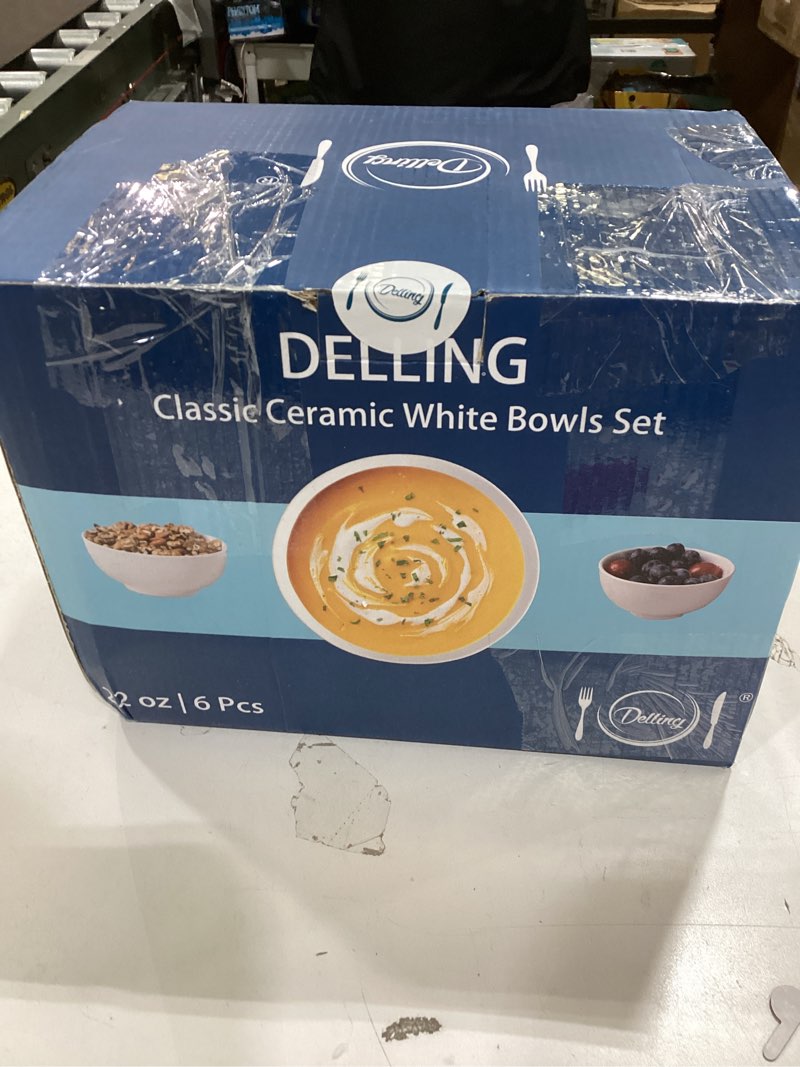 Delling
®
Delling
DELLING
Classic Ceramic White Bowls Set
oz | 6 Pcs
Delling
®